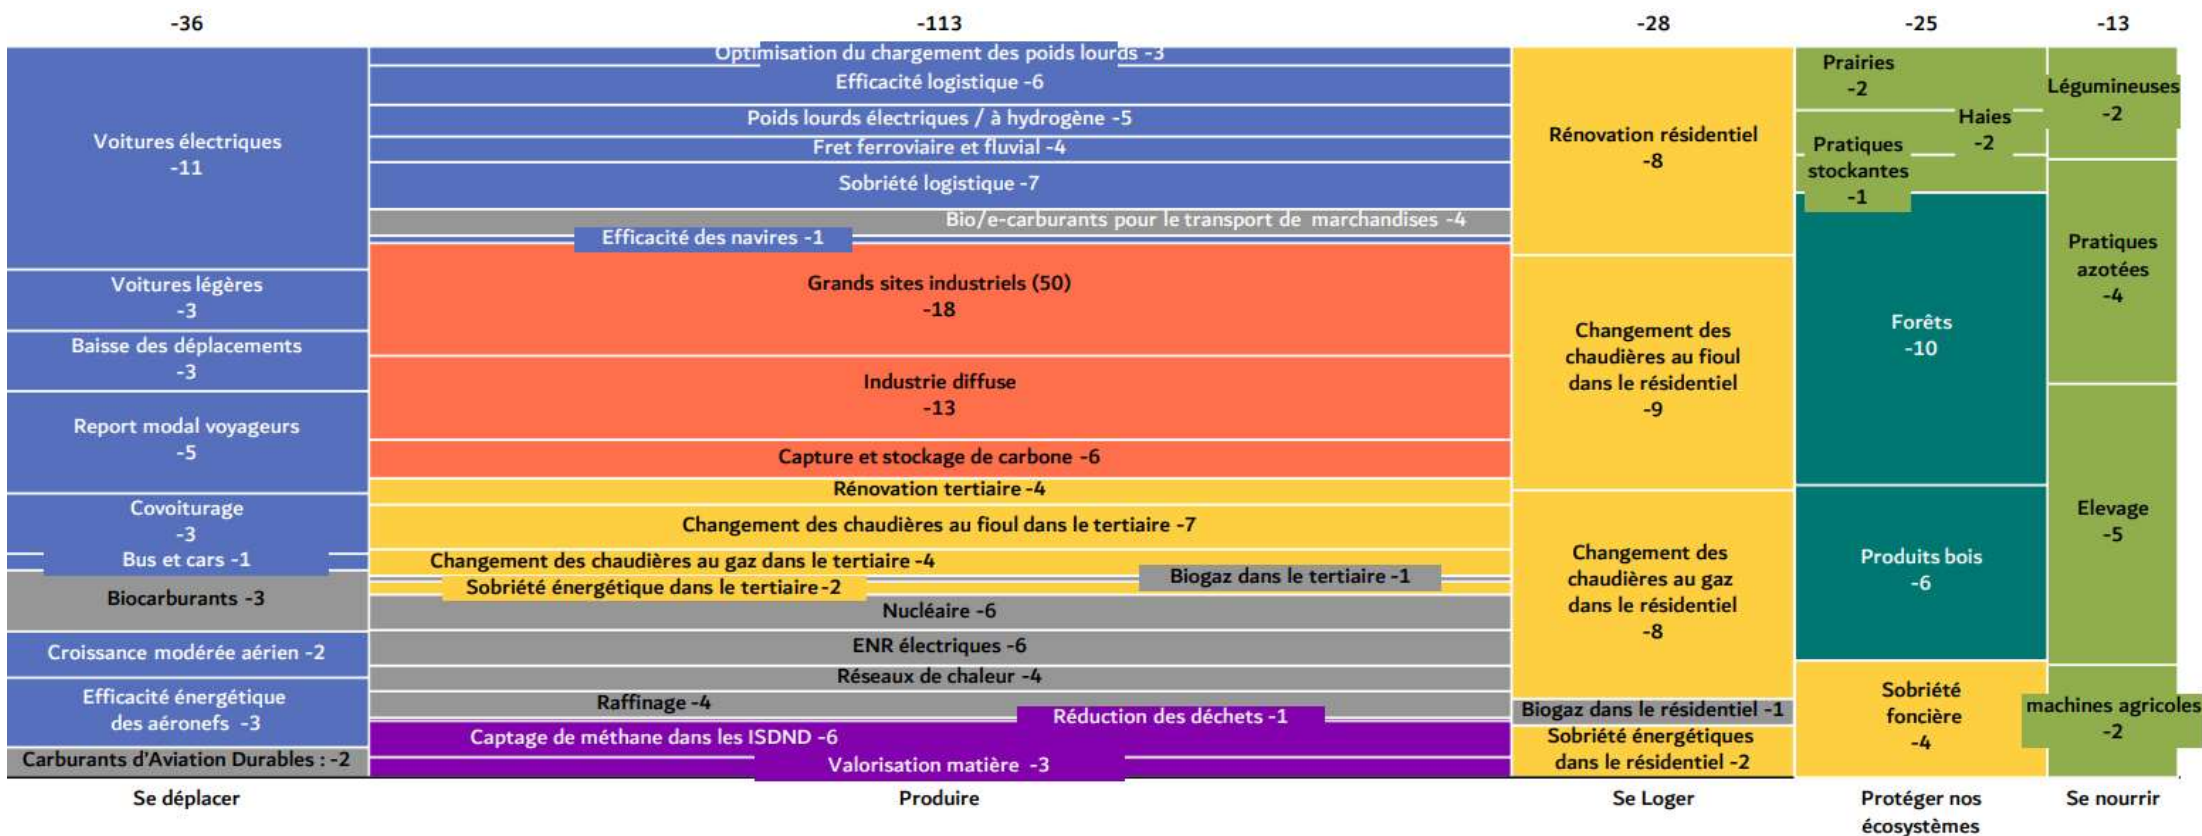 -36
-113
-28
-25
-13
Voitures électriques
-11
Voitures légères
-3
Baisse des déplacements
-3
Report modal voyageurs
-5
Covoiturage
-3
Bus et cars -1
Biocarburants -3
Croissance modérée aérien -2
Efficacité énergétique
des aéronefs -3
Carburants d'Aviation Durables : -2
Se déplacer
Optimisation du chargement des poids lourds -3
Efficacité logistique -6
Poids lourds électriques / à hydrogène -5
Fret ferroviaire et fluvial -4
Sobriété logistique -7
Bio/e-carburants pour le transport de marchandises -4
Efficacité des navires -1
Grands sites industriels (50)
-18
Industrie diffuse
-13
Capture et stockage de carbone -6
Rénovation tertiaire -4
Changement des chaudières au fioul dans le tertiaire -7
Changement des chaudières au gaz dans le tertiaire -4
Biogaz dans le tertiaire -1
Sobriété énergétique dans le tertiaire -2
Nucléaire -6
ENR électriques -6
Réseaux de chaleur -4
Raffinage -4
Réduction des déchets -1
Captage de méthane dans les ISDND -6
Valorisation matière -3
Produire
Rénovation résidentiel
-8
Changement des
chaudières au fioul
dans le résidentiel
-9
Changement des
chaudières au gaz
dans le résidentiel
-8
Biogaz dans le résidentiel -1
Sobriété énergétiques
dans le résidentiel -2
Se Loger
Prairies
-2
Haies
-2
Pratiques
stockantes
-1
Forêts
-10
Produits bois
-6
Sobriété
foncière
-4
Protéger nos
écosystèmes
Légumineuses
-2
Pratiques
azotées
-4
Elevage
-5
machines agricoles
-2
Se nourrir